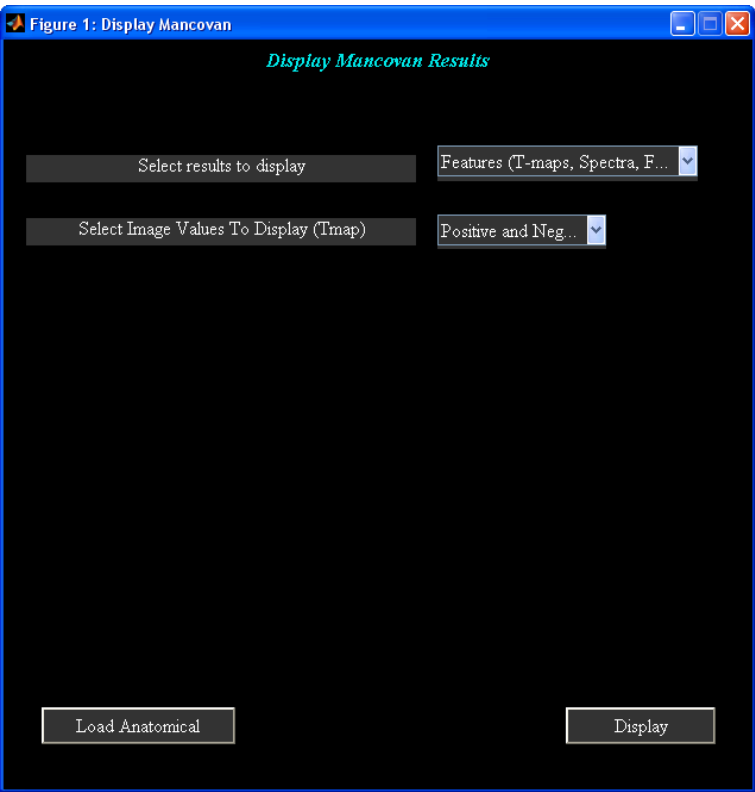 Figure 1: Display Mancovan
Display Mancovan Results
Select results to display
Features (T-maps, Spectra, F...
Select Image Values To Display (Tmap)
Positive and Neg...
Load Anatomical
Display